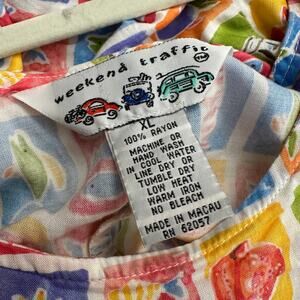 weekend traffic
XL
100% RAYON
MACHINE OR
HAND WASH
IN COOL WATER
LINE DRY OR
TUMBLE DRY
LOW HEAT
WARM IRON
NO BLEACH
MADE IN MACAU
RN 62057